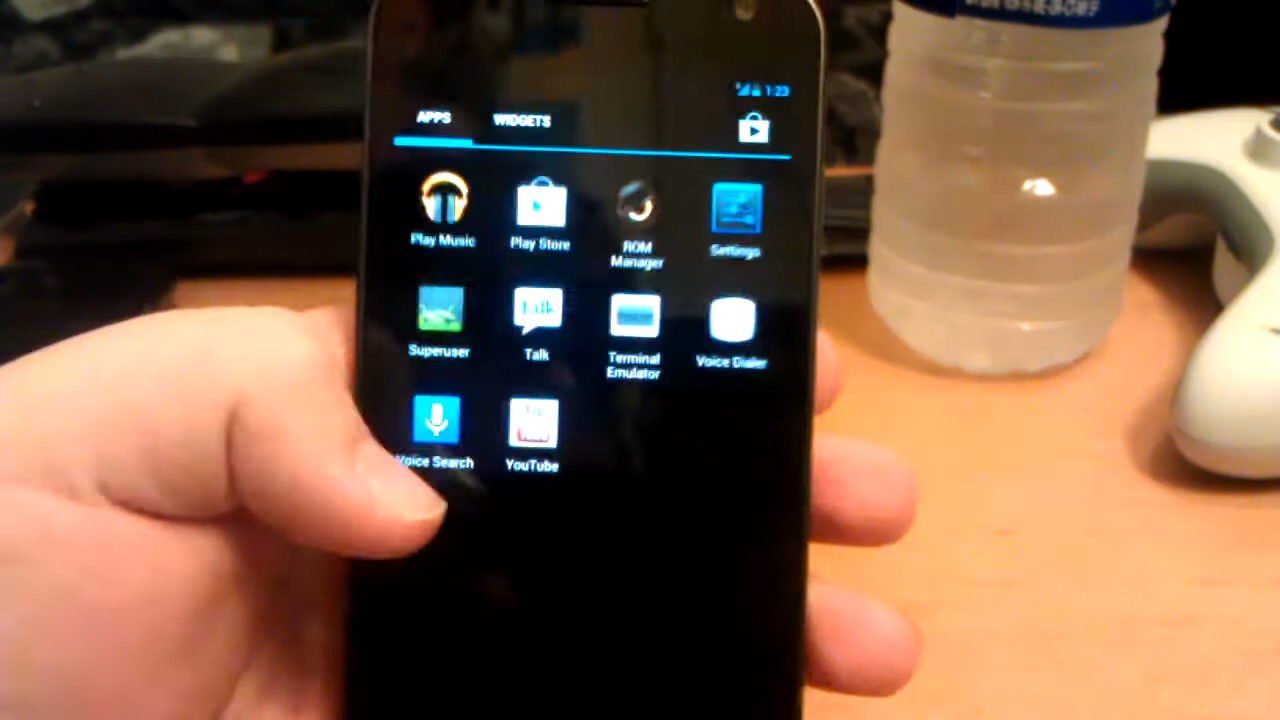 1:23
APPS WIDGETS
Play Music
Play Store
ROM
Manager
Settings
Superuser
Talk
Talk
Terminal
Emulator
Voice Dialer
Voice Search
YouTube